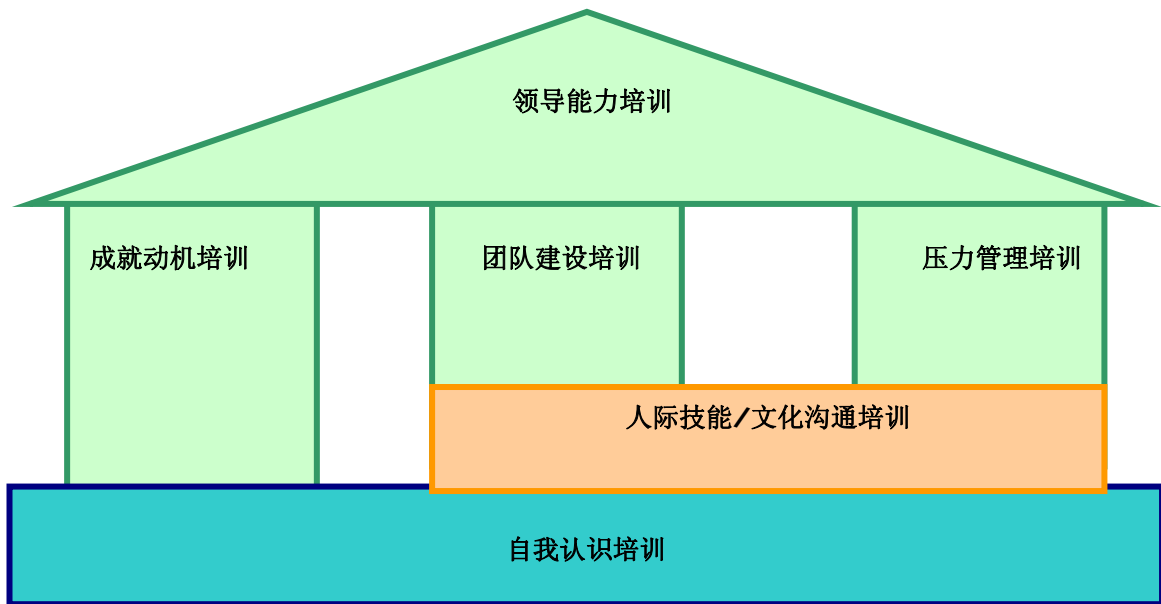 领导能力培训
成就动机培训
团队建设培训
压力管理培训
人际技能/文化沟通培训
自我认识培训